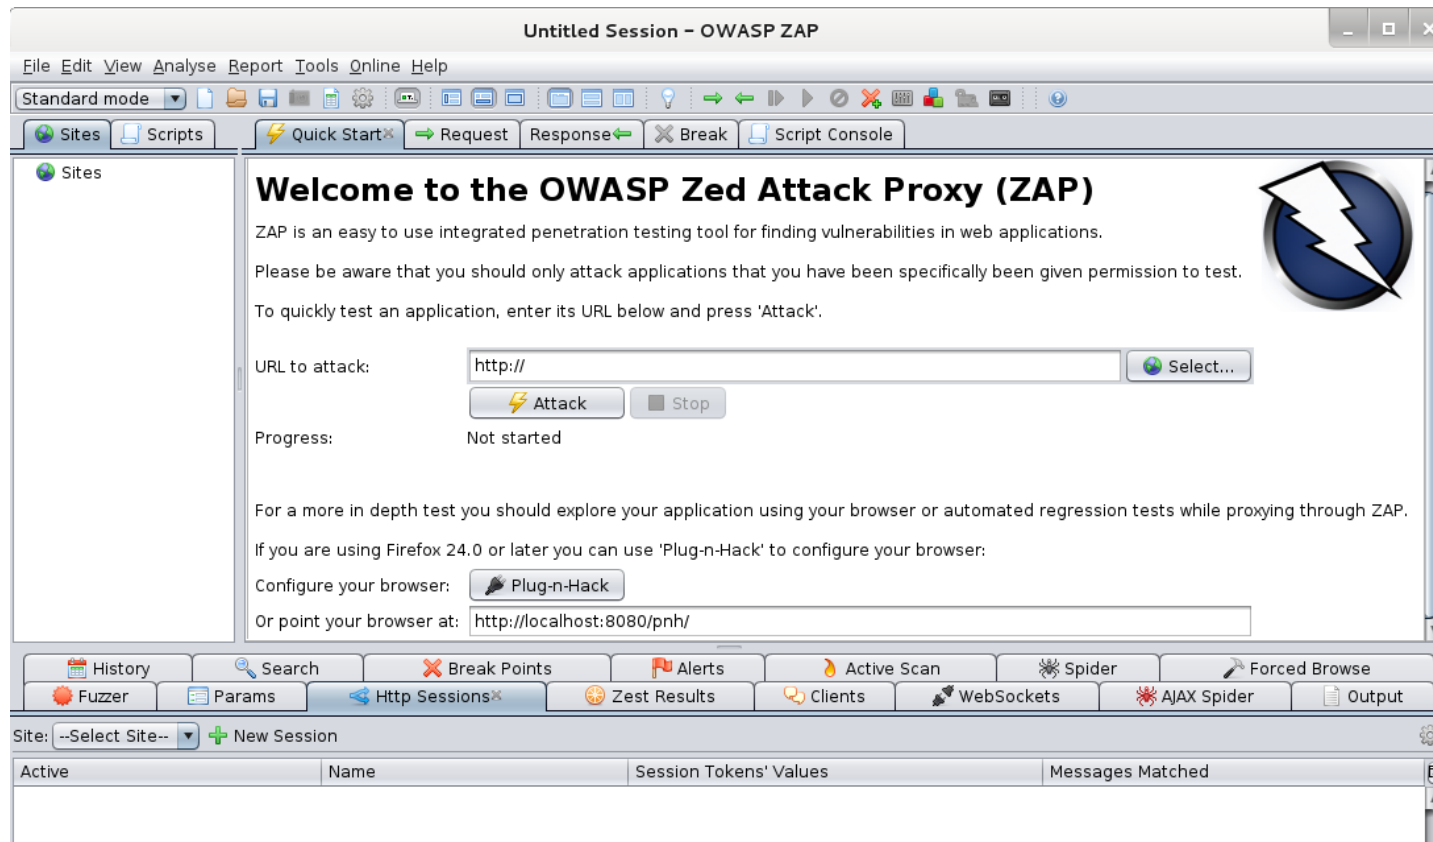 Untitled Session - OWASP ZAP
File Edit View Analyse Report Tools Online Help
Standard mode
Sites Scripts Quick Start Request Response Break Script Console
Sites
Welcome to the OWASP Zed Attack Proxy (ZAP)
ZAP is an easy to use integrated penetration testing tool for finding vulnerabilities in web applications.
Please be aware that you should only attack applications that you have been specifically been given permission to test.
To quickly test an application, enter its URL below and press 'Attack'.
URL to attack: http:// Select...
Attack Stop
Progress: Not started
For a more in depth test you should explore your application using your browser or automated regression tests while proxying through ZAP.
If you are using Firefox 24.0 or later you can use 'Plug-n-Hack' to configure your browser:
Configure your browser: Plug-n-Hack
Or point your browser at: http://localhost:8080/pnh/
History Search Break Points Alerts Active Scan Spider Forced Browse
Fuzzer Params Http Sessions Zest Results Clients WebSockets AJAX Spider Output
Site: --Select Site-- New Session
Active Name Session Tokens' Values Messages Matched